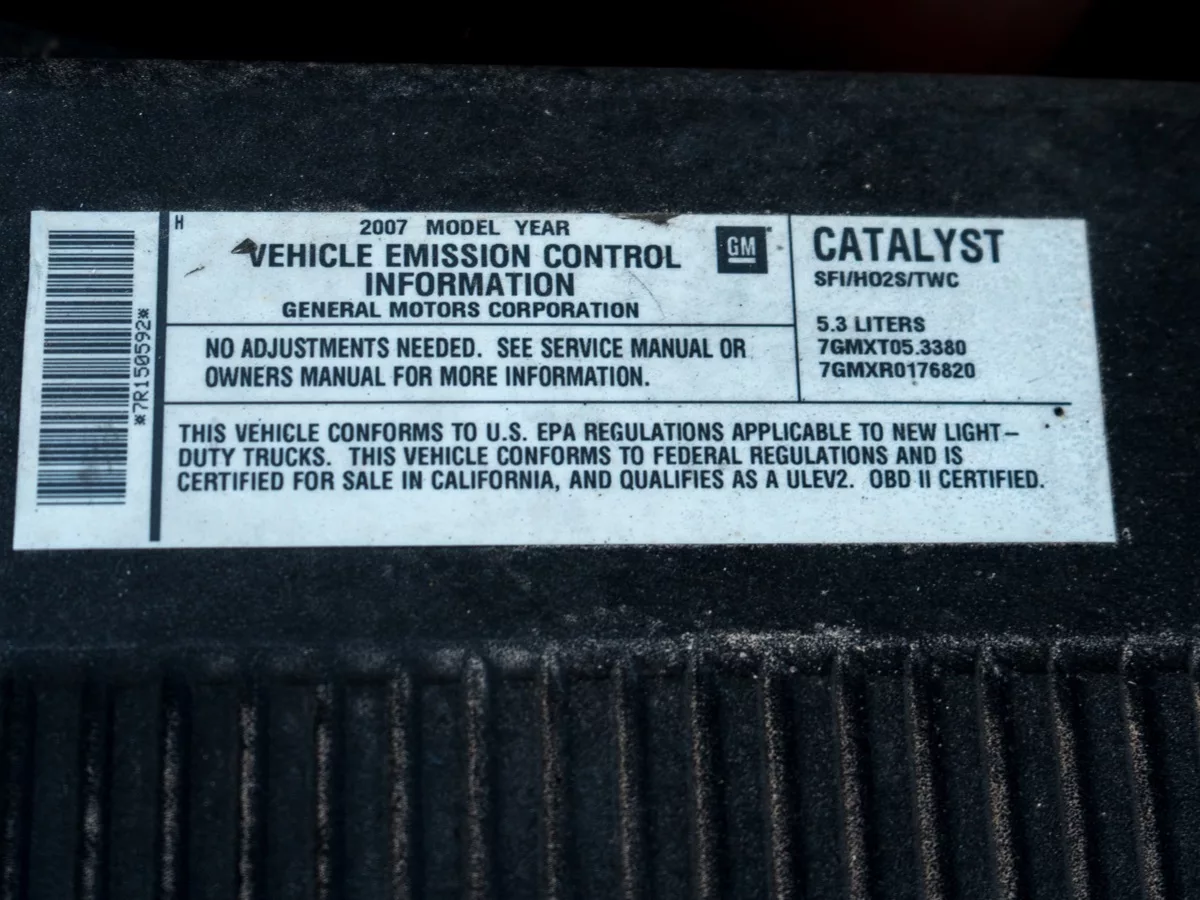 *7R150592*
H
2007 MODEL YEAR
VEHICLE EMISSION CONTROL
INFORMATION
GENERAL MOTORS CORPORATION
GM
CATALYST
SFI/HO2S/TWC
5.3 LITERS
7GMXT05.3380
7GMXR0176820
NO ADJUSTMENTS NEEDED. SEE SERVICE MANUAL OR
OWNERS MANUAL FOR MORE INFORMATION.
THIS VEHICLE CONFORMS TO U.S. EPA REGULATIONS APPLICABLE TO NEW LIGHT–
DUTY TRUCKS. THIS VEHICLE CONFORMS TO FEDERAL REGULATIONS AND IS
CERTIFIED FOR SALE IN CALIFORNIA, AND QUALIFIES AS A ULEV2. OBD II CERTIFIED.